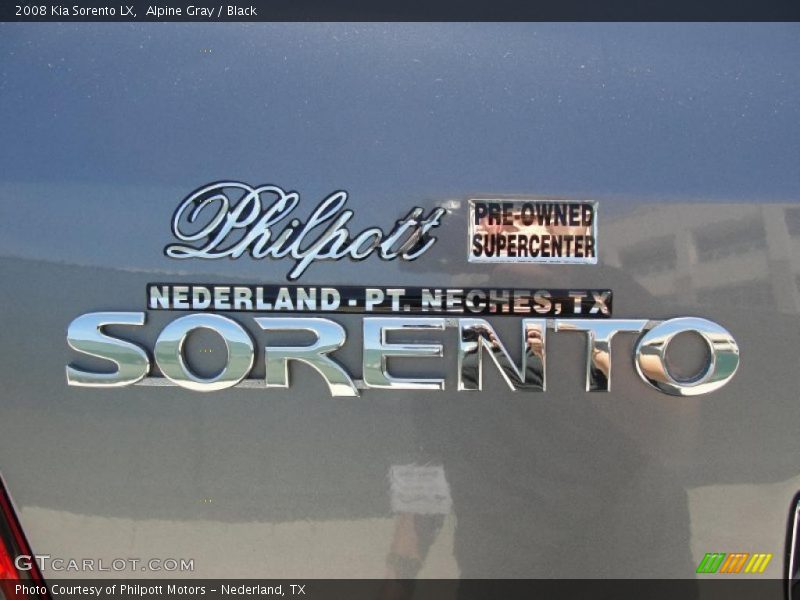 2008 Kia Sorento LX,  Alpine Gray / Black
Philpott
PRE-OWNED
SUPERCENTER
NEDERLAND - PT. NECHES, TX
SORENTO
GTCARLOT.COM
Photo Courtesy of Philpott Motors - Nederland, TX